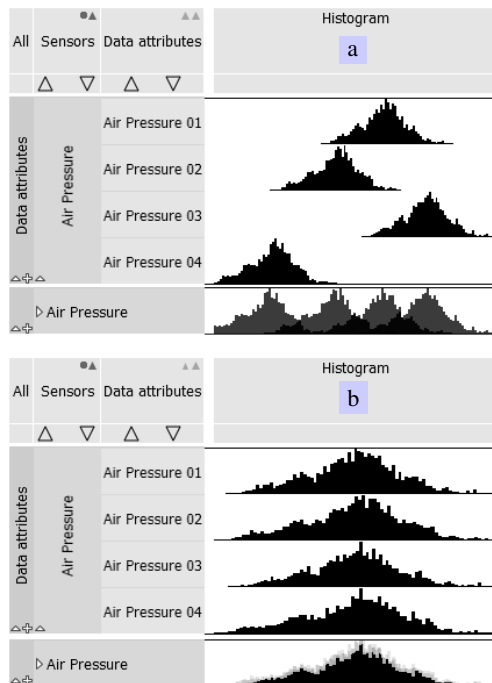 Histogram
All Sensors Data attributes
a
Data attributes
Air Pressure
Air Pressure 01
Air Pressure 02
Air Pressure 03
Air Pressure 04
Air Pressure
Histogram
All Sensors Data attributes
b
Data attributes
Air Pressure
Air Pressure 01
Air Pressure 02
Air Pressure 03
Air Pressure 04
Air Pressure